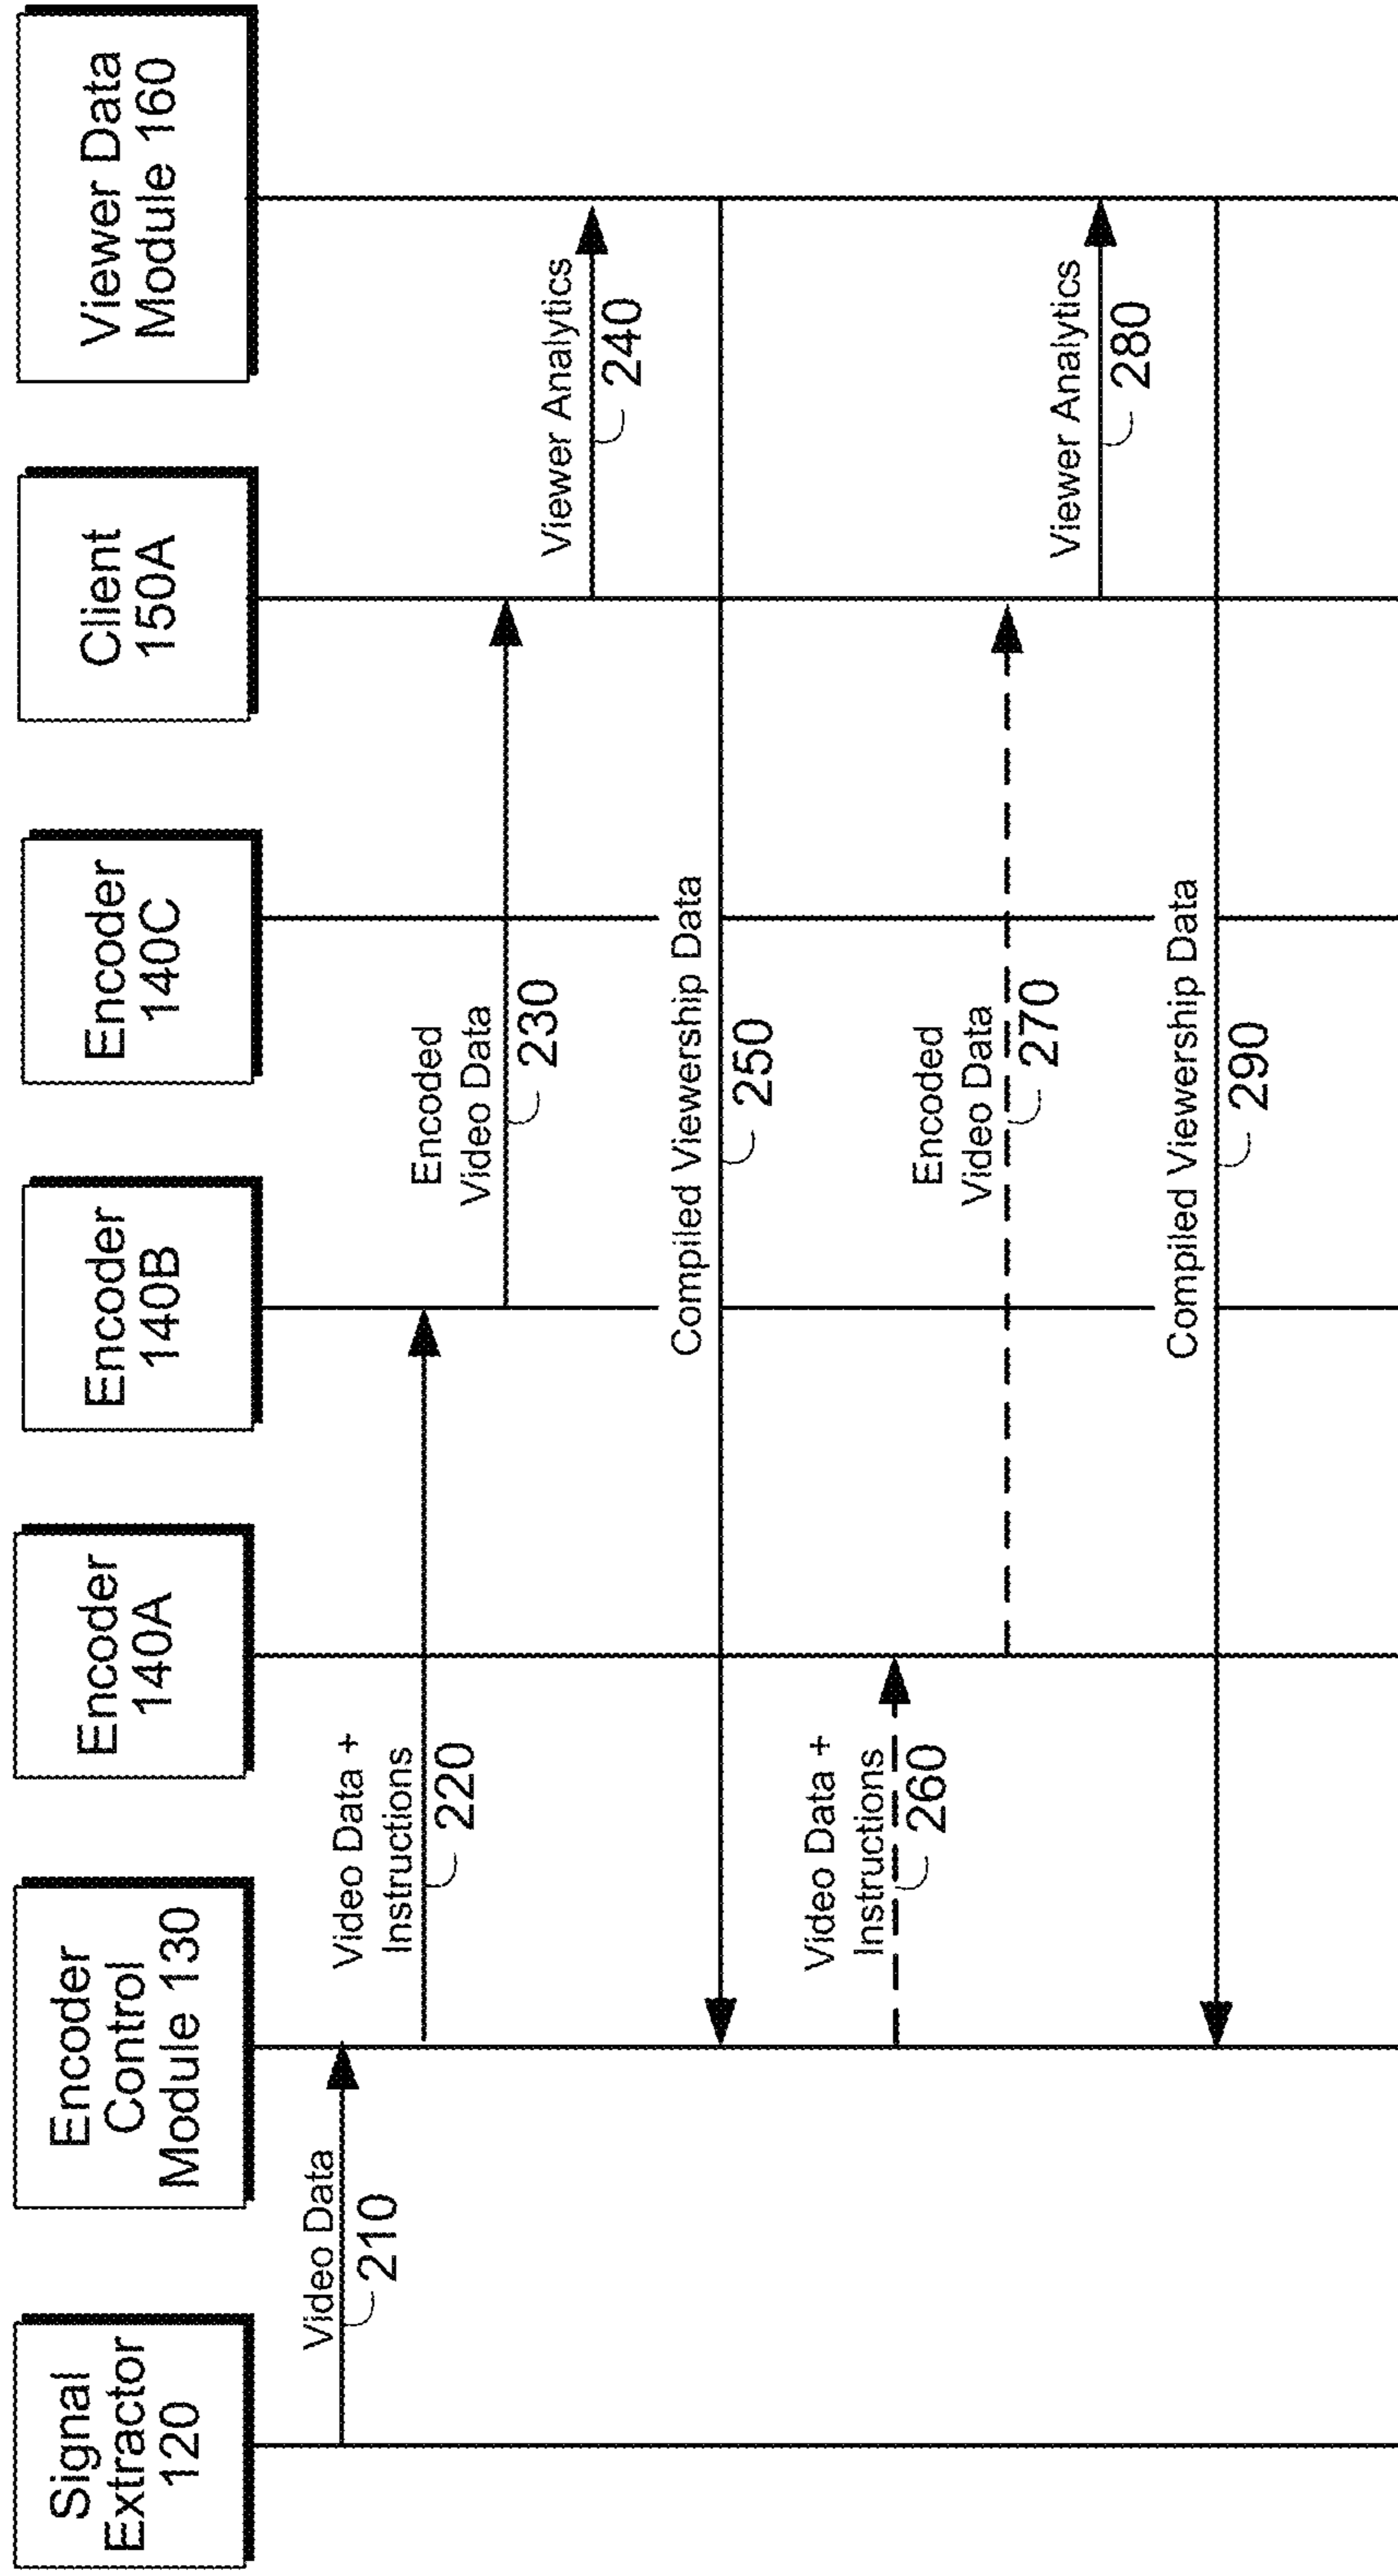 Signal
Extractor
120
Encoder
Control
Module 130
Encoder
140A
Encoder
140B
Encoder
140C
Client
150A
Viewer Data
Module 160
Video Data
210
Video Data +
Instructions
220
Encoded
Video Data
230
Viewer Analytics
240
Compiled Viewership Data
250
Video Data +
Instructions
260
Encoded
Video Data
270
Viewer Analytics
280
Compiled Viewership Data
290